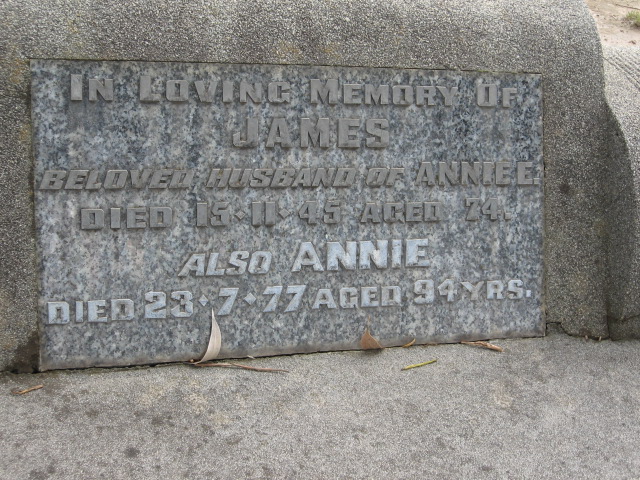 IN LOVING MEMORY OF
JAMES
BELOVED HUSBAND OF ANNIE E.
DIED 15·11·45 AGED 74.
ALSO ANNIE
DIED 23·7·77 AGED 94 YRS.